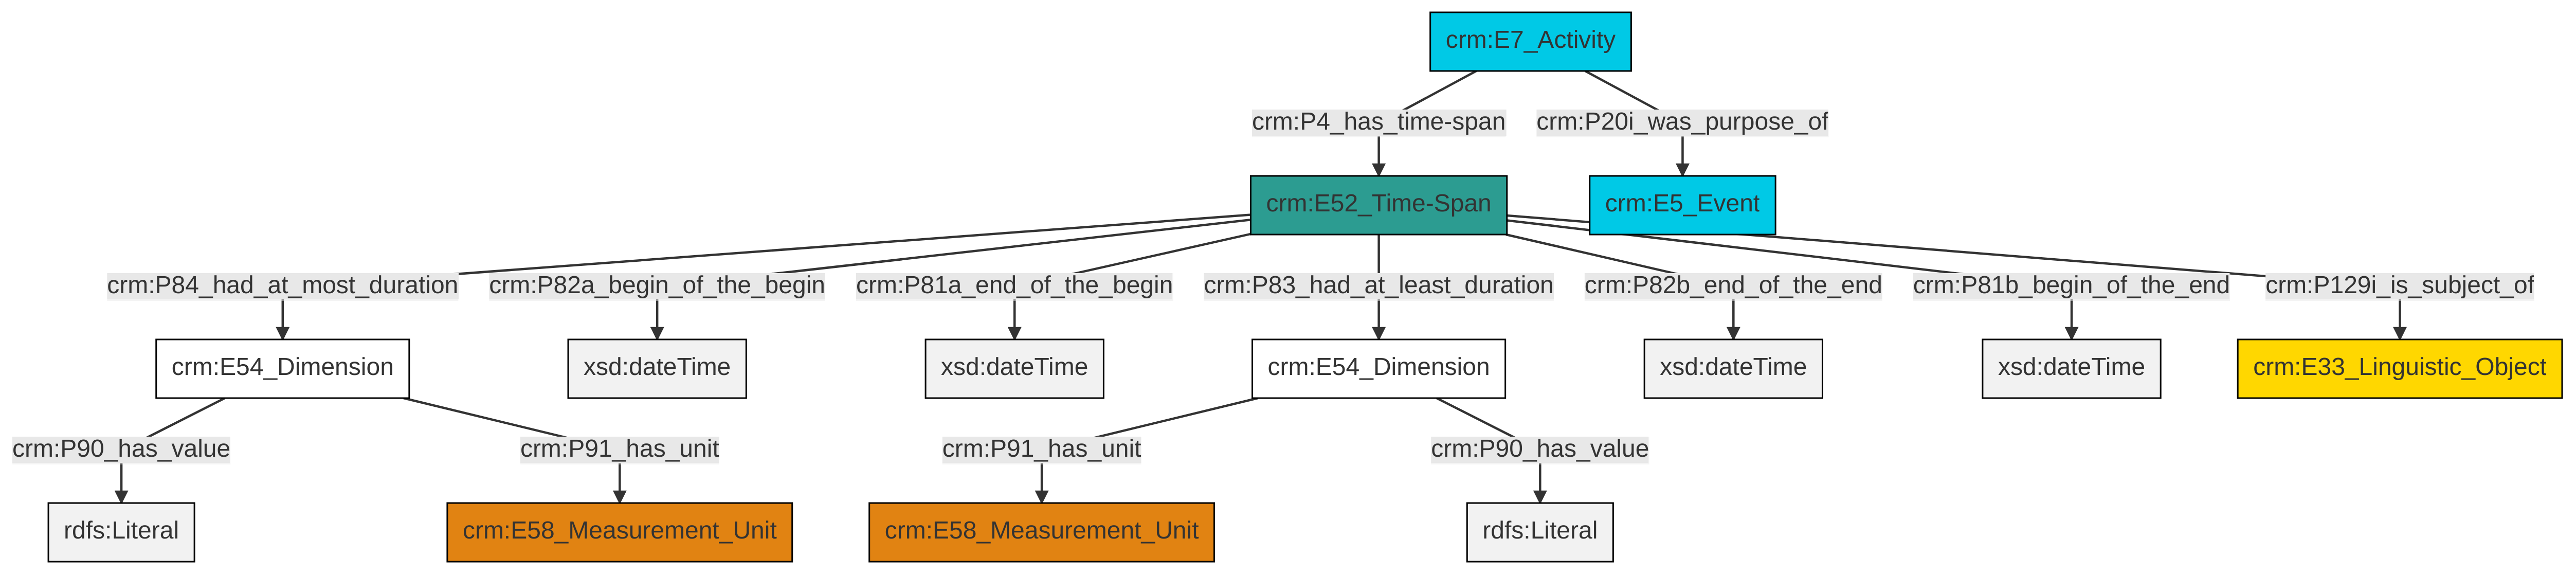 crm:E7_Activity
crm:P4_has_time-span
crm:P20i_was_purpose_of
crm:E52_Time-Span
crm:E5_Event
crm:P84_had_at_most_duration
crm:P82a_begin_of_the_begin
crm:P81a_end_of_the_begin
crm:P83_had_at_least_duration
crm:P82b_end_of_the_end
crm:P81b_begin_of_the_end
crm:P129i_is_subject_of
crm:E54_Dimension
xsd:dateTime
xsd:dateTime
crm:E54_Dimension
xsd:dateTime
xsd:dateTime
crm:E33_Linguistic_Object
crm:P90_has_value
crm:P91_has_unit
crm:P91_has_unit
crm:P90_has_value
rdfs:Literal
crm:E58_Measurement_Unit
crm:E58_Measurement_Unit
rdfs:Literal